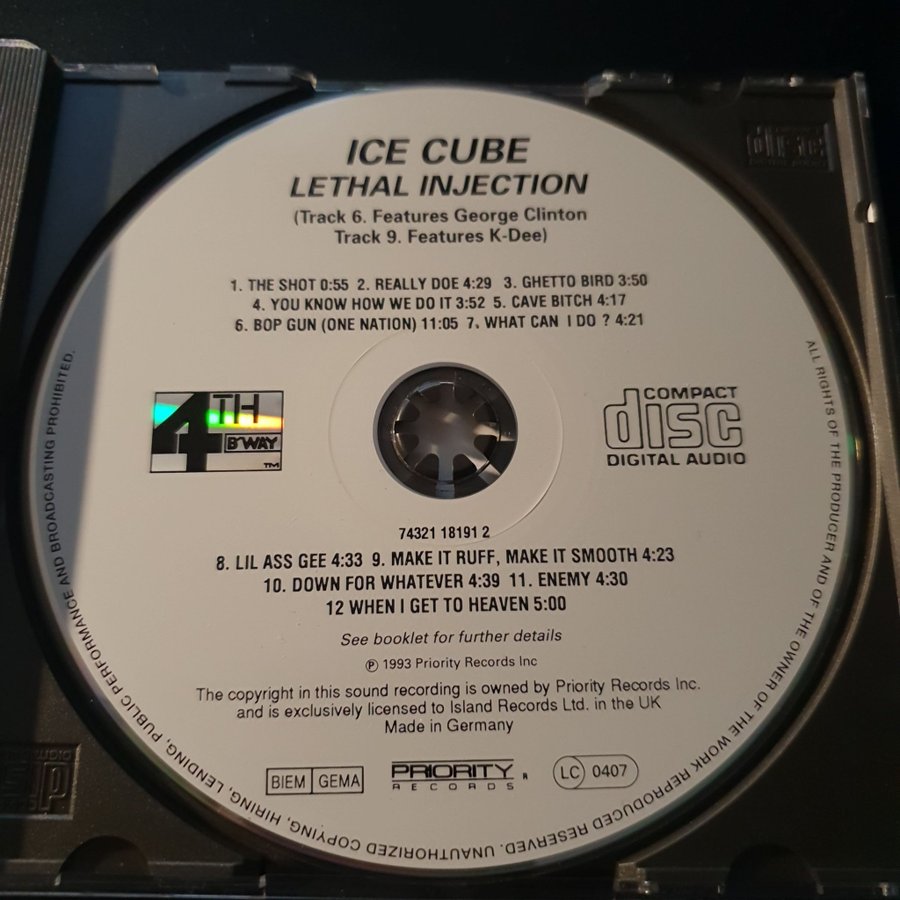 ICE CUBE
LETHAL INJECTION
(Track 6. Features George Clinton
Track 9. Features K-Dee)
1. THE SHOT 0:55 2. REALLY DOE 4:29 3. GHETTO BIRD 3:50
4. YOU KNOW HOW WE DO IT 3:52 5. CAVE BITCH 4:17
6. BOP GUN (ONE NATION) 11:05 7. WHAT CAN I DO ? 4:21
4TH
B'WAY
TM
COMPACT
disc
DIGITAL AUDIO
74321 18191 2
8. LIL ASS GEE 4:33 9. MAKE IT RUFF, MAKE IT SMOOTH 4:23
10. DOWN FOR WHATEVER 4:39 11. ENEMY 4:30
12 WHEN I GET TO HEAVEN 5:00
See booklet for further details
℗ 1993 Priority Records Inc
The copyright in this sound recording is owned by Priority Records Inc.
and is exclusively licensed to Island Records Ltd. in the UK
Made in Germany
BIEM GEMA
PRIORITY R
RECORDS
LC 0407
ALL RIGHTS OF THE PRODUCER AND OF THE OWNER OF THE WORK REPRODUCED RESERVED. UNAUTHORIZED COPYING, HIRING, LENDING, PUBLIC PERFORMANCE AND BROADCASTING PROHIBITED.
COMPACT
disc
DIGITAL AUDIO